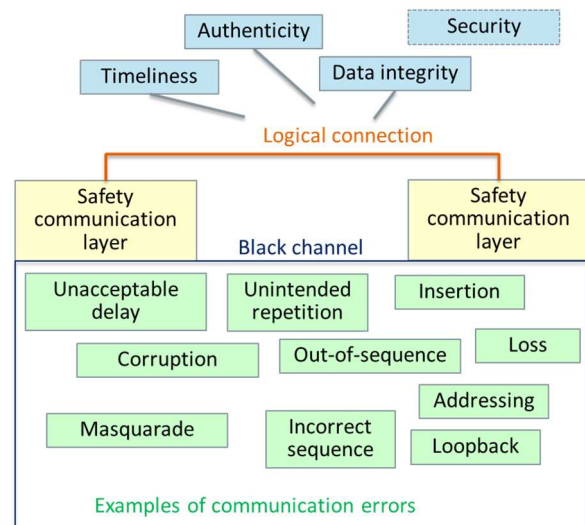 Authenticity
Security
Timeliness
Data integrity
Logical connection
Safety
communication
layer
Safety
communication
layer
Black channel
Unacceptable
delay
Unintended
repetition
Insertion
Corruption
Out-of-sequence
Loss
Addressing
Masquarade
Incorrect
sequence
Loopback
Examples of communication errors